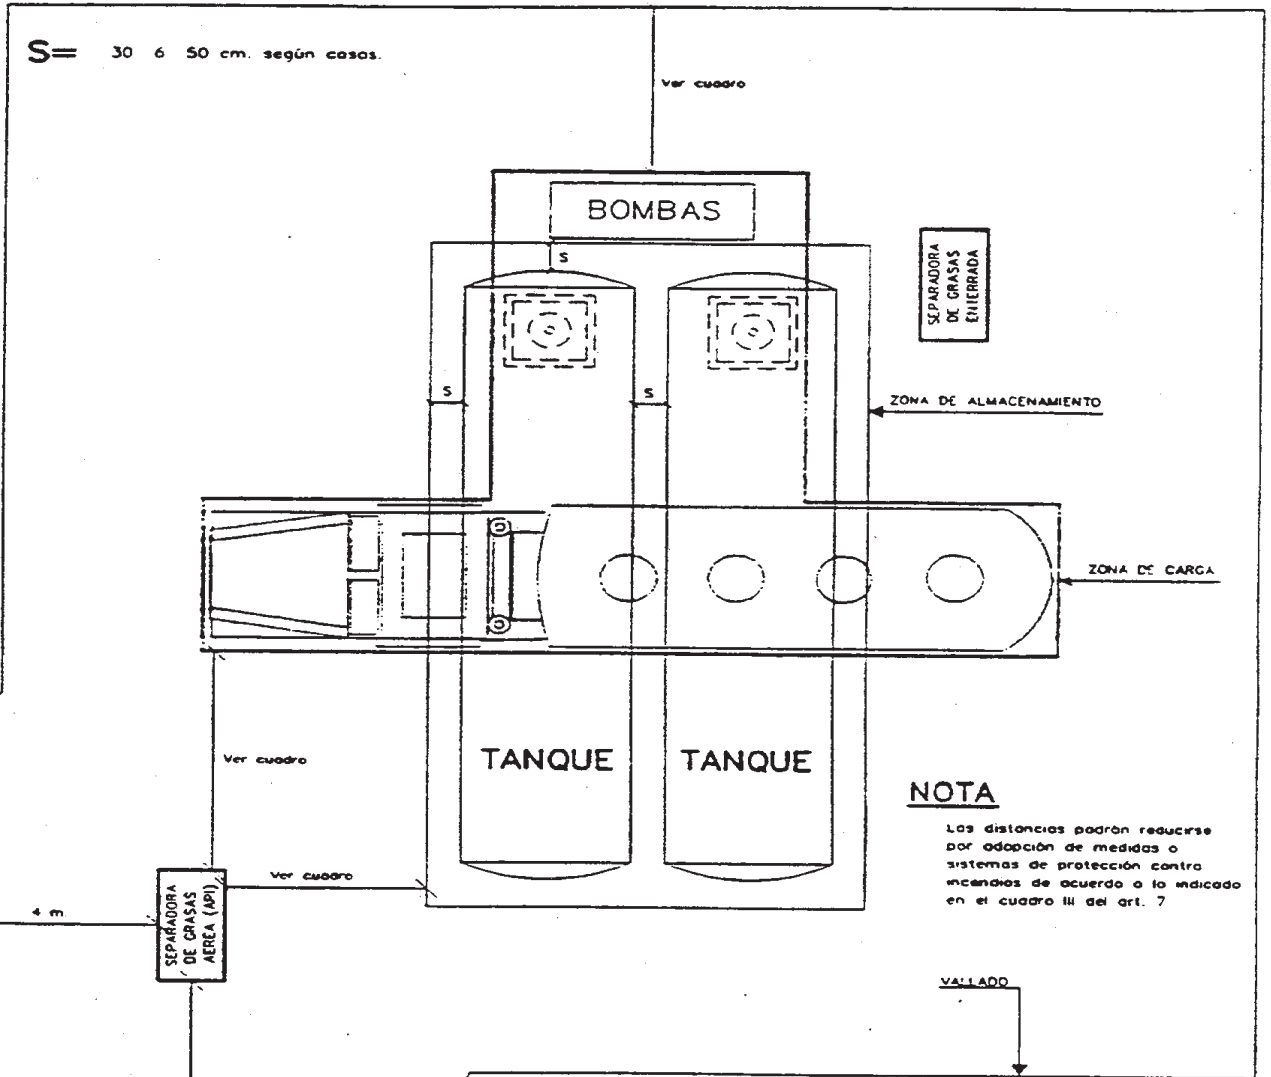 S= 30 6 50 cm. según casos.
Ver cuadro
BOMBAS
S
SEPARADORA
DE GRASAS
ENTERRADA
S
S
ZONA DE ALMACENAMIENTO
ZONA DE CARGA
Ver cuadro
TANQUE
TANQUE
NOTA
Las distancias podrán reducirse
por adopción de medidas o
sistemas de protección contra
incendios de acuerdo a lo indicado
en el cuadro III del art. 7
Ver cuadro
4 m.
SEPARADORA
DE GRASAS
AEREA (API)
VALLADO